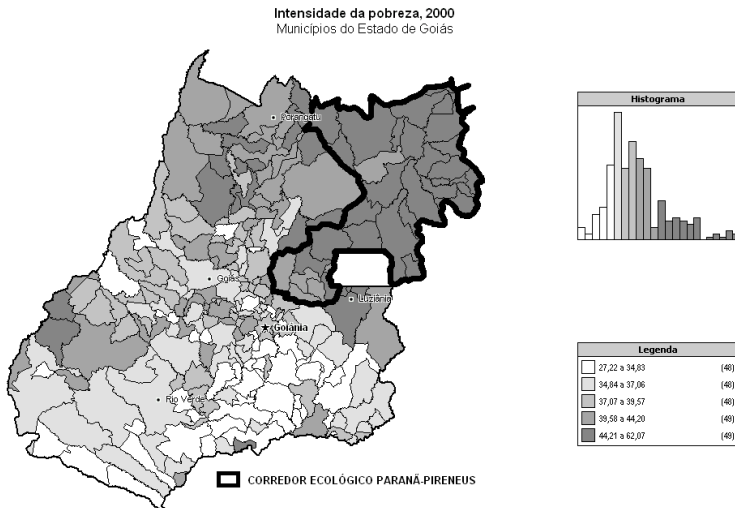 Intensidade da pobreza, 2000
Municípios do Estado de Goiás
Histograma
Porangatu
Goiás
Luziânia
Goiânia
Rio Verde
Legenda
27,22 a 34,83 (48)
34,84 a 37,06 (48)
37,07 a 39,57 (48)
39,58 a 44,20 (49)
44,21 a 62,07 (49)
CORREDOR ECOLÓGICO PARANÃ-PIRENEUS